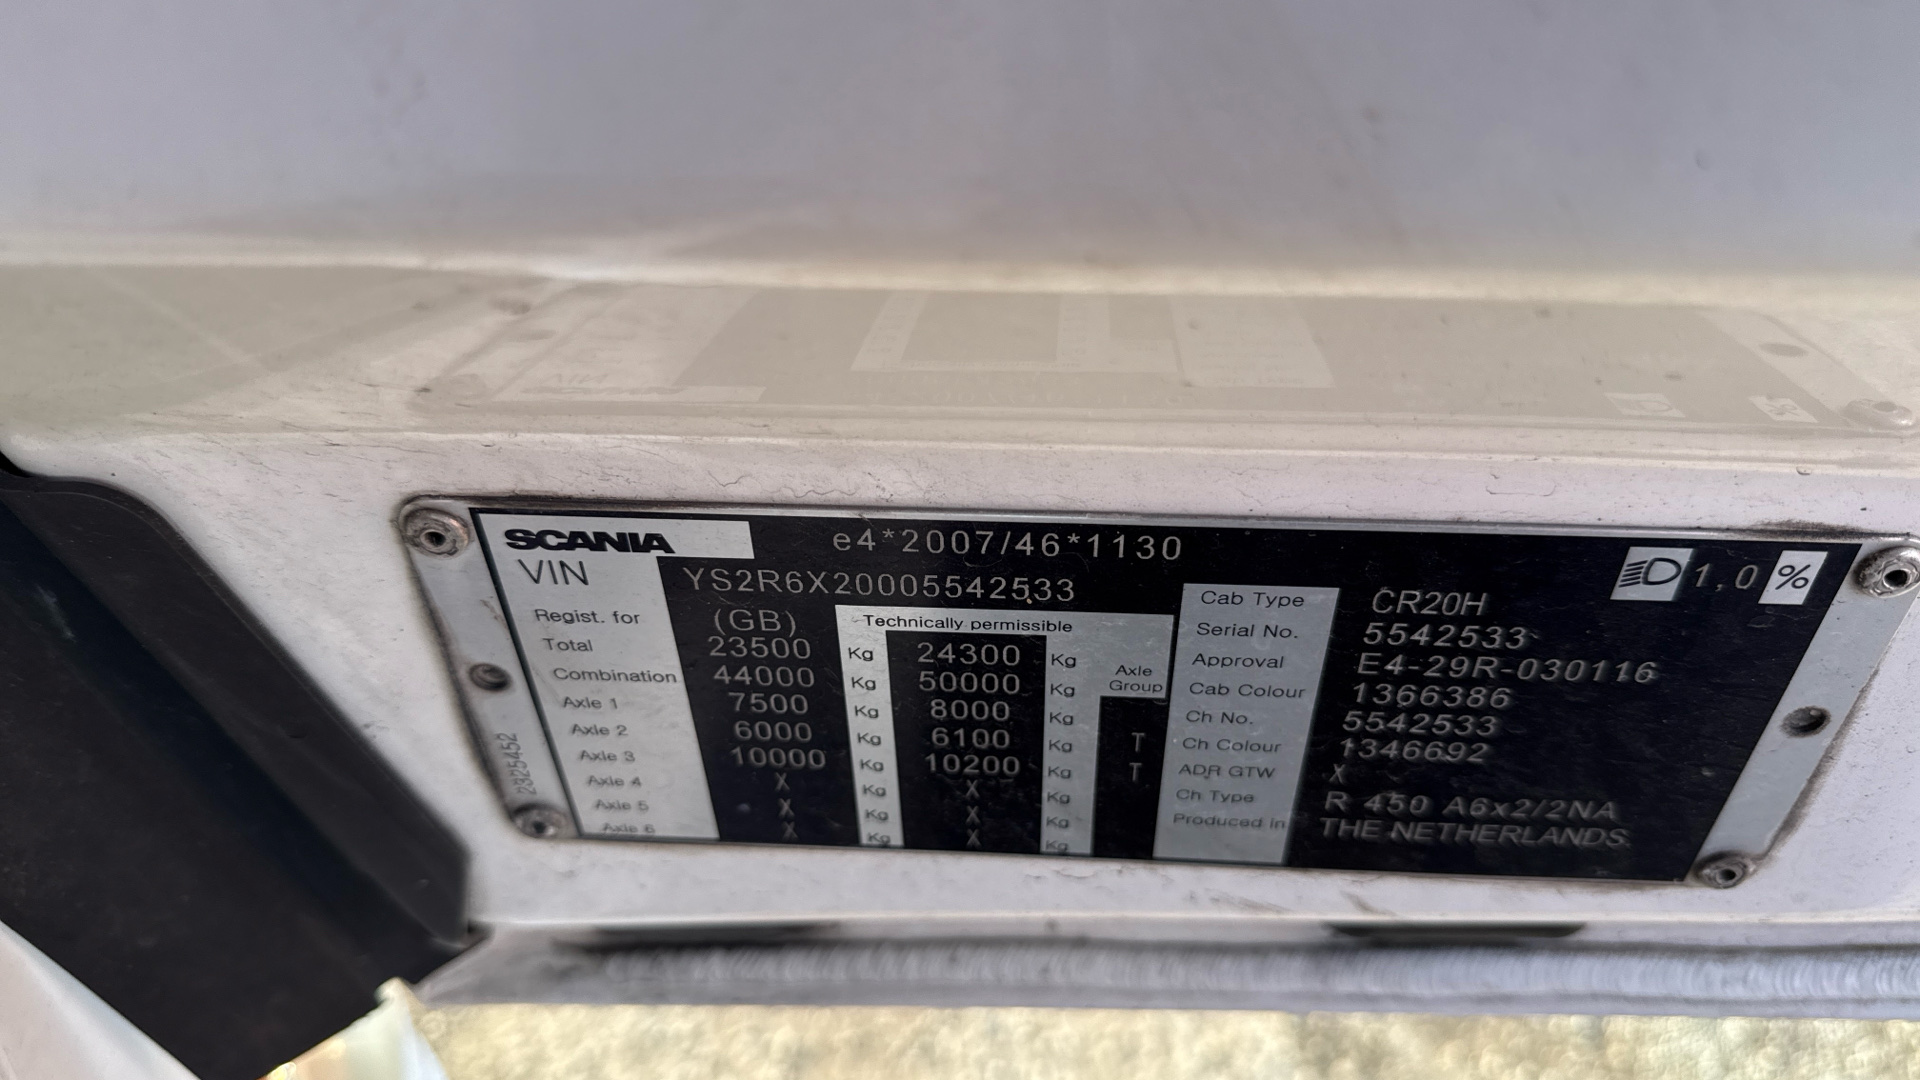 SCANIA e4*2007/46*1130 1,0 %
VIN YS2R6X20005542533
Regist. for (GB) Technically permissible
Total 23500 Kg 24300 Kg
Combination 44000 Kg 50000 Kg Axle Group
Axle 1 7500 Kg 8000 Kg
Axle 2 6000 Kg 6100 Kg T
Axle 3 10000 Kg 10200 Kg T
Axle 4 X Kg X Kg
Axle 5 X Kg X Kg
Axle 6 X Kg X Kg
Cab Type CR20H
Serial No. 5542533
Approval E4-29R-030116
Cab Colour 1366386
Ch No. 5542533
Ch Colour 1346692
ADR GTW X
Ch Type R 450 A6x2/2NA
Produced in THE NETHERLANDS.
2325452